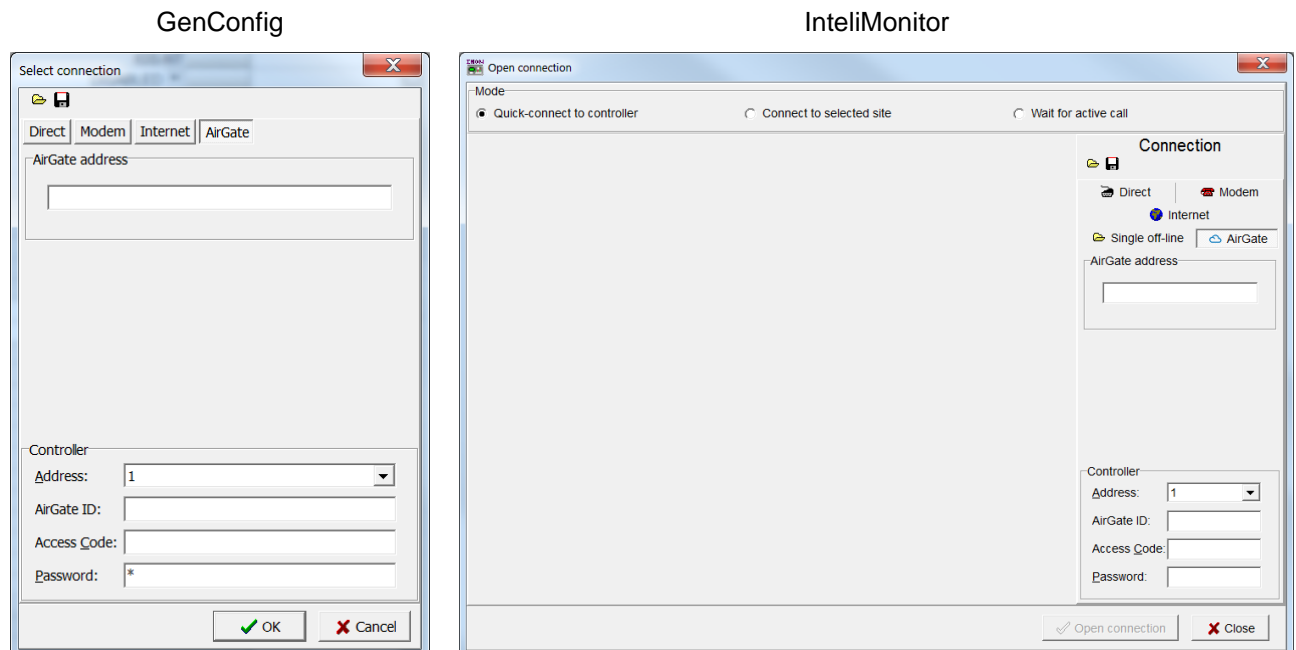 GenConfig
InteliMonitor
Select connection
Direct Modem Internet AirGate
AirGate address
Controller
Address: 1
AirGate ID:
Access Code:
Password: *
OK Cancel
Open connection
Mode
Quick-connect to controller Connect to selected site Wait for active call
Connection
Direct Modem
Internet
Single off-line AirGate
AirGate address
Controller
Address: 1
AirGate ID:
Access Code:
Password:
Open connection Close